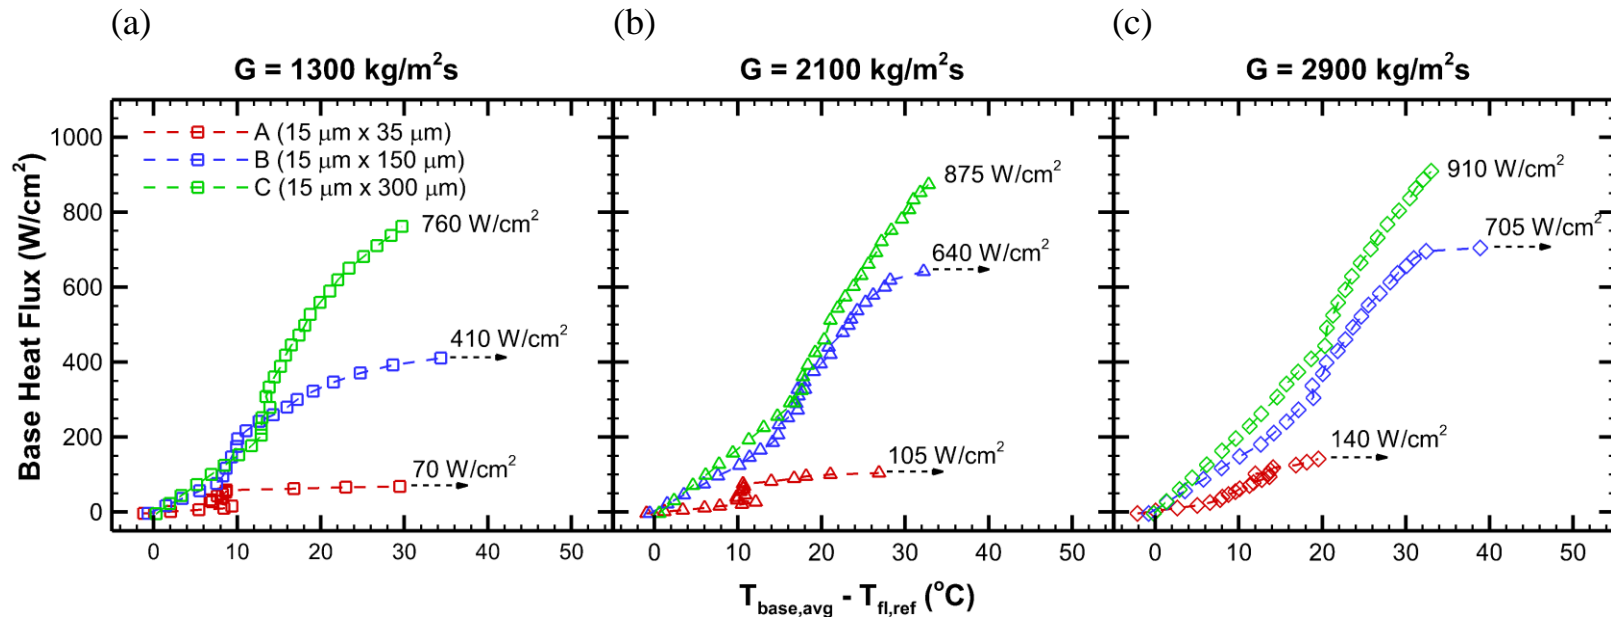 (a)
(b)
(c)
G = 1300 kg/m²s
G = 2100 kg/m²s
G = 2900 kg/m²s
Base Heat Flux (W/cm²)
1000
800
600
400
200
0
A (15 μm x 35 μm)
B (15 μm x 150 μm)
C (15 μm x 300 μm)
760 W/cm²
410 W/cm²
70 W/cm²
875 W/cm²
640 W/cm²
105 W/cm²
910 W/cm²
705 W/cm²
140 W/cm²
0 10 20 30 40 50
0 10 20 30 40 50
0 10 20 30 40 50
T_base,avg - T_fl,ref (°C)